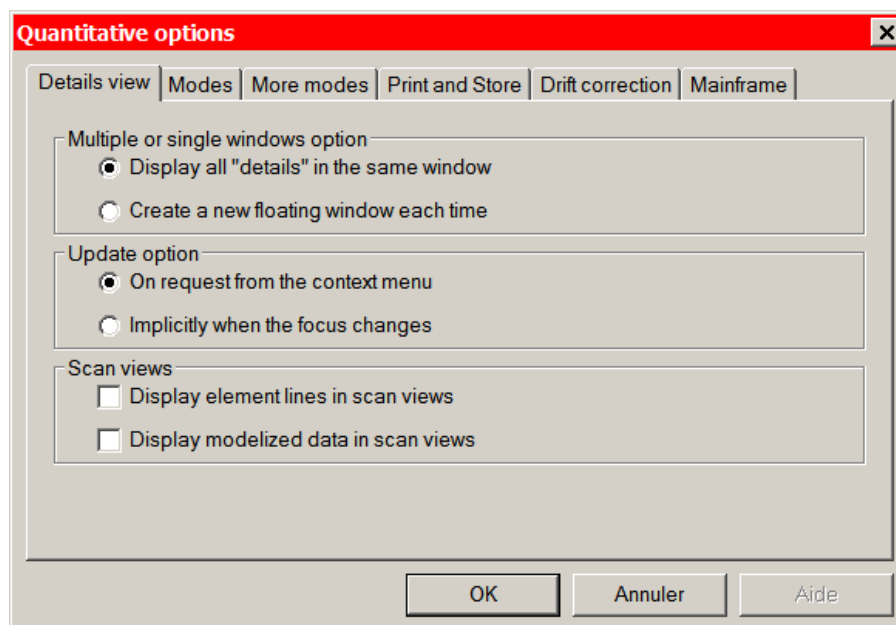 Quantitative options
Details view Modes More modes Print and Store Drift correction Mainframe
Multiple or single windows option
Display all "details" in the same window
Create a new floating window each time
Update option
On request from the context menu
Implicitly when the focus changes
Scan views
Display element lines in scan views
Display modelized data in scan views
OK Annuler Aide